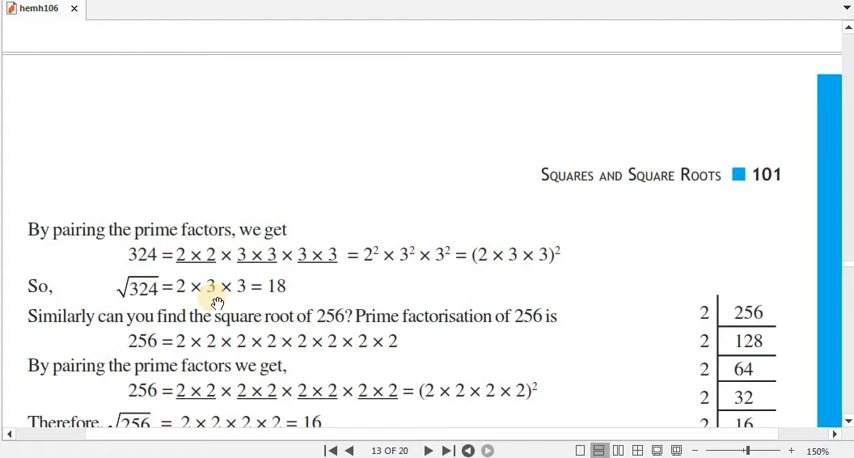 hemh106 ×
SQUARES AND SQUARE ROOTS ■ 101
By pairing the prime factors, we get
324 = 2 × 2 × 3 × 3 × 3 × 3 = 2² × 3² × 3² = (2 × 3 × 3)²
So, √324 = 2 × 3 × 3 = 18
Similarly can you find the square root of 256? Prime factorisation of 256 is
256 = 2 × 2 × 2 × 2 × 2 × 2 × 2 × 2
By pairing the prime factors we get,
256 = 2 × 2 × 2 × 2 × 2 × 2 × 2 × 2 = (2 × 2 × 2 × 2)²
Therefore, √256 = 2 × 2 × 2 × 2 = 16
2 256
2 128
2 64
2 32
2 16
13 OF 20
150%